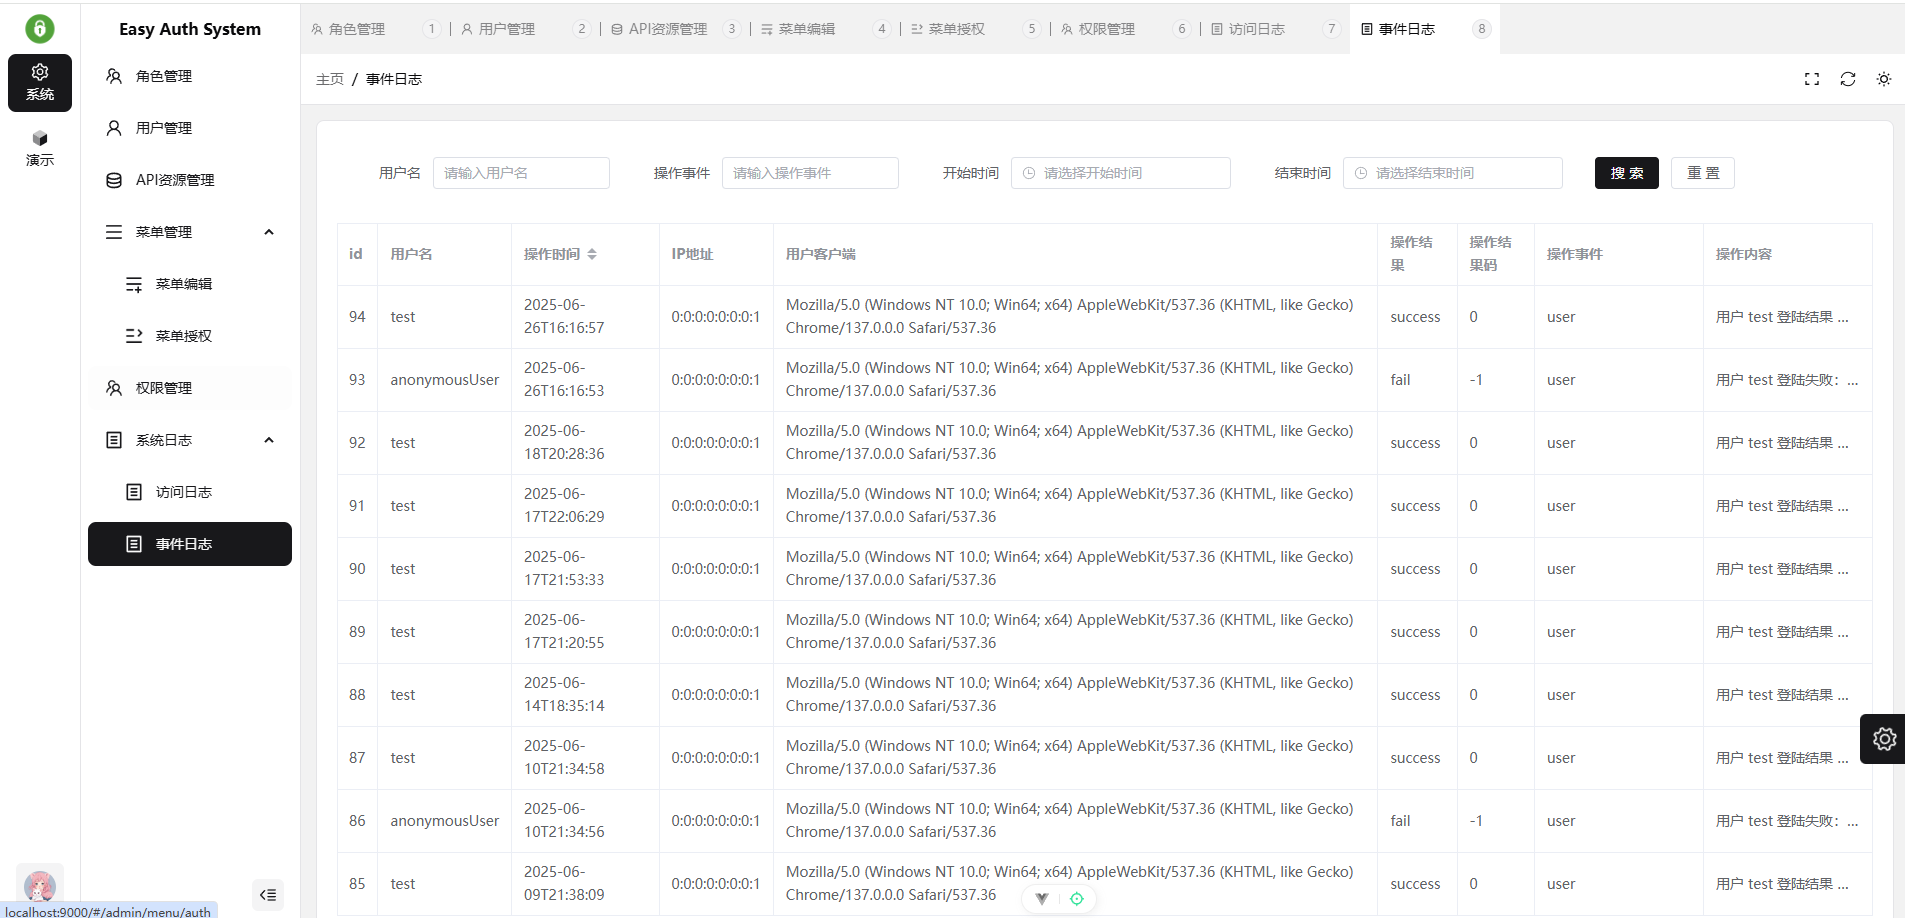 Easy Auth System
系统
演示
角色管理
用户管理
API资源管理
菜单管理
菜单编辑
菜单授权
权限管理
系统日志
访问日志
事件日志
角色管理 1 用户管理 2 API资源管理 3 菜单编辑 4 菜单授权 5 权限管理 6 访问日志 7 事件日志 8
主页 / 事件日志
用户名 请输入用户名 操作事件 请输入操作事件 开始时间 请选择开始时间 结束时间 请选择结束时间 搜 索 重 置
id 用户名 操作时间 IP地址 用户客户端 操作结果 操作结果码 操作事件 操作内容
94 test 2025-06-26T16:16:57 0:0:0:0:0:0:0:1 Mozilla/5.0 (Windows NT 10.0; Win64; x64) AppleWebKit/537.36 (KHTML, like Gecko) Chrome/137.0.0.0 Safari/537.36 success 0 user 用户 test 登陆结果 ...
93 anonymousUser 2025-06-26T16:16:53 0:0:0:0:0:0:0:1 Mozilla/5.0 (Windows NT 10.0; Win64; x64) AppleWebKit/537.36 (KHTML, like Gecko) Chrome/137.0.0.0 Safari/537.36 fail -1 user 用户 test 登陆失败：...
92 test 2025-06-18T20:28:36 0:0:0:0:0:0:0:1 Mozilla/5.0 (Windows NT 10.0; Win64; x64) AppleWebKit/537.36 (KHTML, like Gecko) Chrome/137.0.0.0 Safari/537.36 success 0 user 用户 test 登陆结果 ...
91 test 2025-06-17T22:06:29 0:0:0:0:0:0:0:1 Mozilla/5.0 (Windows NT 10.0; Win64; x64) AppleWebKit/537.36 (KHTML, like Gecko) Chrome/137.0.0.0 Safari/537.36 success 0 user 用户 test 登陆结果 ...
90 test 2025-06-17T21:53:33 0:0:0:0:0:0:0:1 Mozilla/5.0 (Windows NT 10.0; Win64; x64) AppleWebKit/537.36 (KHTML, like Gecko) Chrome/137.0.0.0 Safari/537.36 success 0 user 用户 test 登陆结果 ...
89 test 2025-06-17T21:20:55 0:0:0:0:0:0:0:1 Mozilla/5.0 (Windows NT 10.0; Win64; x64) AppleWebKit/537.36 (KHTML, like Gecko) Chrome/137.0.0.0 Safari/537.36 success 0 user 用户 test 登陆结果 ...
88 test 2025-06-14T18:35:14 0:0:0:0:0:0:0:1 Mozilla/5.0 (Windows NT 10.0; Win64; x64) AppleWebKit/537.36 (KHTML, like Gecko) Chrome/137.0.0.0 Safari/537.36 success 0 user 用户 test 登陆结果 ...
87 test 2025-06-10T21:34:58 0:0:0:0:0:0:0:1 Mozilla/5.0 (Windows NT 10.0; Win64; x64) AppleWebKit/537.36 (KHTML, like Gecko) Chrome/137.0.0.0 Safari/537.36 success 0 user 用户 test 登陆结果 ...
86 anonymousUser 2025-06-10T21:34:56 0:0:0:0:0:0:0:1 Mozilla/5.0 (Windows NT 10.0; Win64; x64) AppleWebKit/537.36 (KHTML, like Gecko) Chrome/137.0.0.0 Safari/537.36 fail -1 user 用户 test 登陆失败：...
85 test 2025-06-09T21:38:09 0:0:0:0:0:0:0:1 Mozilla/5.0 (Windows NT 10.0; Win64; x64) AppleWebKit/537.36 (KHTML, like Gecko) Chrome/137.0.0.0 Safari/537.36 success 0 user 用户 test 登陆结果 ...
localhost:9000/#/admin/menu/auth